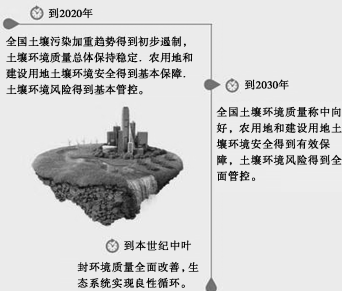 到2020年
全国土壤污染加重趋势得到初步遏制，
土壤环境质量总体保持稳定．农用地和
建设用地土壤环境安全得到基本保障．
土壤环境风险得到基本管控。
到2030年
全国土壤环境质量称中向
好，农用地和建设用地土
壤环境安全得到有效保
障，土壤环境风险得到全
面管控。
到本世纪中叶
封环境质量全面改善，生
态系统实现良性循环。